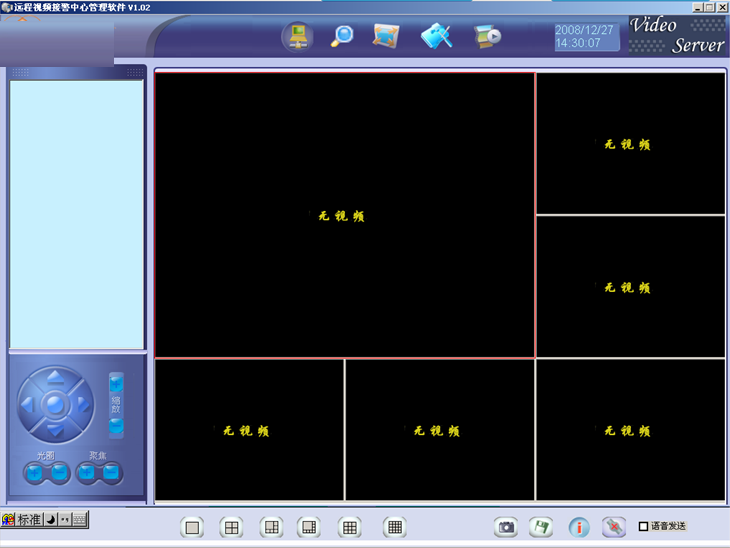 远程视频接警中心管理软件 V1.02
2008/12/27
14:30:07
Video
Server
无视频
无视频
无视频
无视频
无视频
无视频
缩放
光圈
聚焦
标准
语音发送